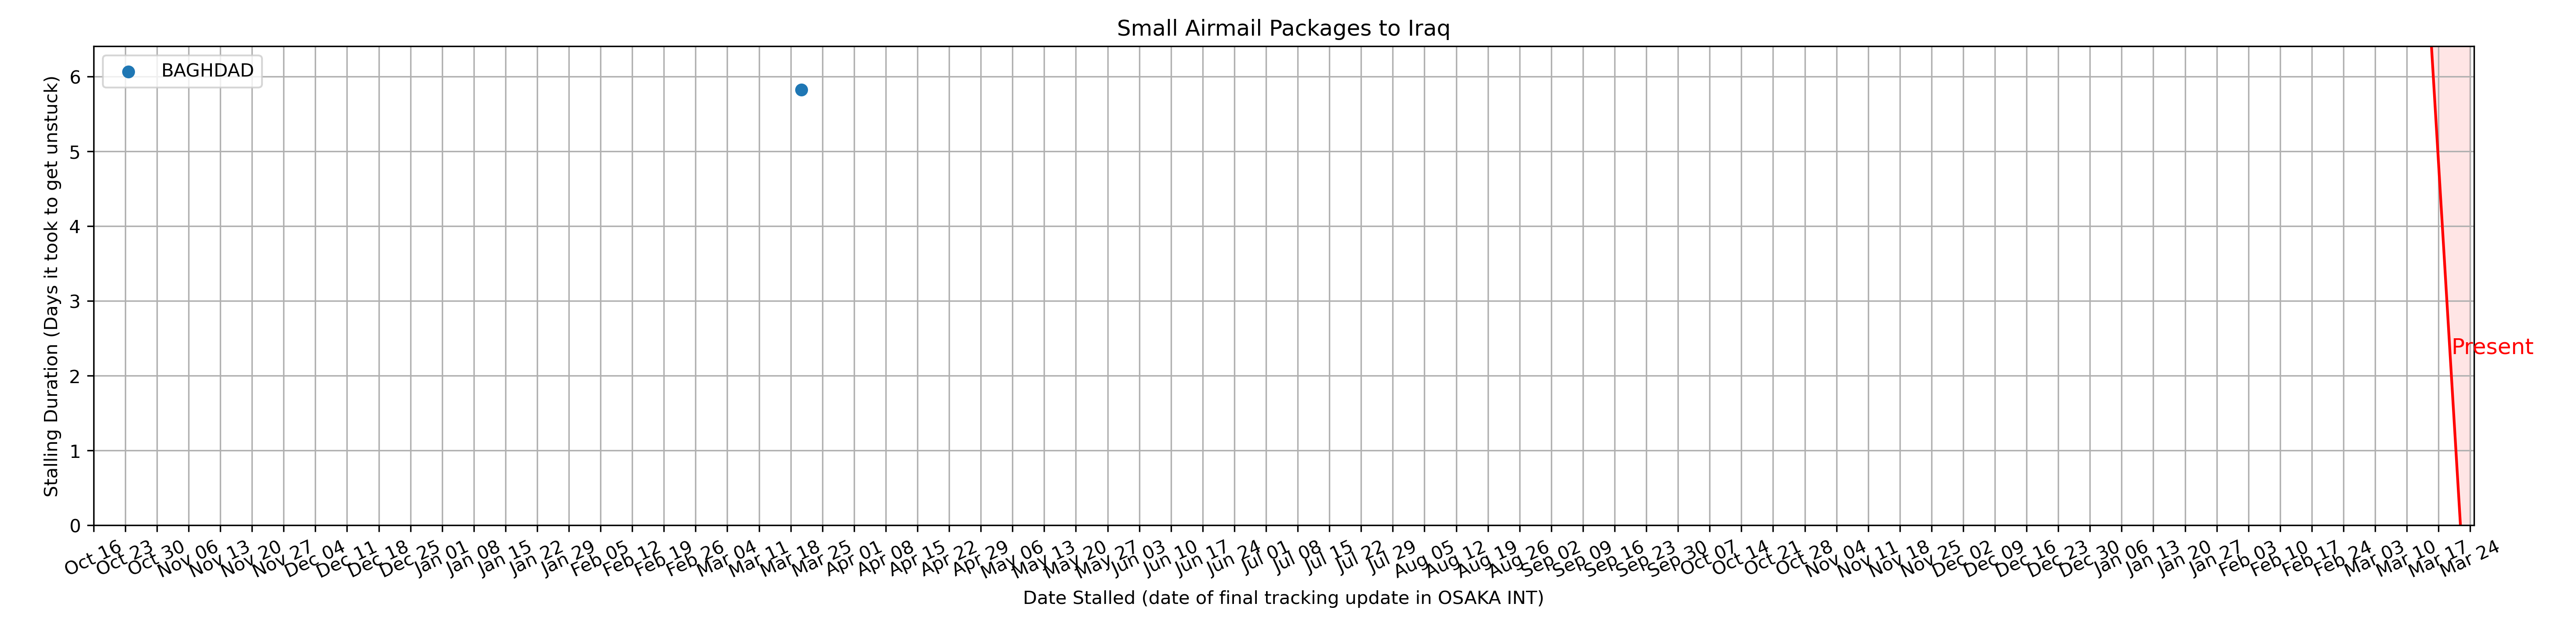 Small Airmail Packages to Iraq
BAGHDAD
Stalling Duration (Days it took to get unstuck)
6
5
4
3
2
1
0
Present
Oct 16
Oct 23
Oct 30
Nov 06
Nov 13
Nov 20
Nov 27
Dec 04
Dec 11
Dec 18
Dec 25
Jan 01
Jan 08
Jan 15
Jan 22
Jan 29
Feb 05
Feb 12
Feb 19
Feb 26
Mar 04
Mar 11
Mar 18
Mar 25
Apr 01
Apr 08
Apr 15
Apr 22
Apr 29
May 06
May 13
May 20
May 27
Jun 03
Jun 10
Jun 17
Jun 24
Jul 01
Jul 08
Jul 15
Jul 22
Jul 29
Aug 05
Aug 12
Aug 19
Aug 26
Sep 02
Sep 09
Sep 16
Sep 23
Sep 30
Oct 07
Oct 14
Oct 21
Oct 28
Nov 04
Nov 11
Nov 18
Nov 25
Dec 02
Dec 09
Dec 16
Dec 23
Dec 30
Jan 06
Jan 13
Jan 20
Jan 27
Feb 03
Feb 10
Feb 17
Feb 24
Mar 03
Mar 10
Mar 17
Mar 24
Date Stalled (date of final tracking update in OSAKA INT)